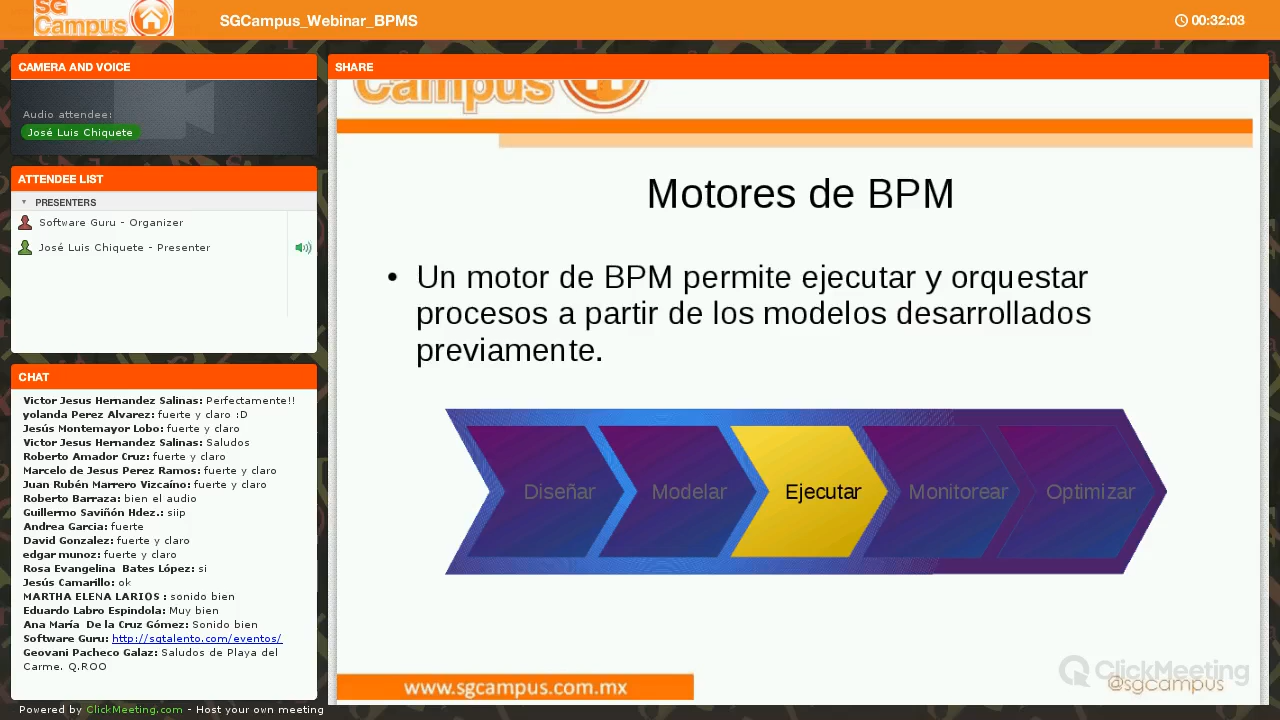 SG
Campus
SGCampus_Webinar_BPMS
00:32:03
CAMERA AND VOICE
Audio attendee:
José Luis Chiquete
ATTENDEE LIST
PRESENTERS
Software Guru - Organizer
José Luis Chiquete - Presenter
CHAT
Victor Jesus Hernandez Salinas: Perfectamente!!
yolanda Perez Alvarez: fuerte y claro :D
Jesús Montemayor Lobo: fuerte y claro
Victor Jesus Hernandez Salinas: Saludos
Roberto Amador Cruz: fuerte y claro
Marcelo de Jesus Perez Ramos: fuerte y claro
Juan Rubén Marrero Vizcaíno: fuerte y claro
Roberto Barraza: bien el audio
Guillermo Saviñón Hdez.: siip
Andrea Garcia: fuerte
David Gonzalez: fuerte y claro
edgar munoz: fuerte y claro
Rosa Evangelina Bates López: si
Jesús Camarillo: ok
MARTHA ELENA LARIOS : sonido bien
Eduardo Labro Espindola: Muy bien
Ana María De la Cruz Gómez: Sonido bien
Software Guru: http://sgtalento.com/eventos/
Geovani Pacheco Galaz: Saludos de Playa del
Carme. Q.ROO
Powered by ClickMeeting.com - Host your own meeting
SHARE
Campus
Motores de BPM
• Un motor de BPM permite ejecutar y orquestar
procesos a partir de los modelos desarrollados
previamente.
Diseñar
Modelar
Ejecutar
Monitorear
Optimizar
www.sgcampus.com.mx
ClickMeeting
@sgcampus